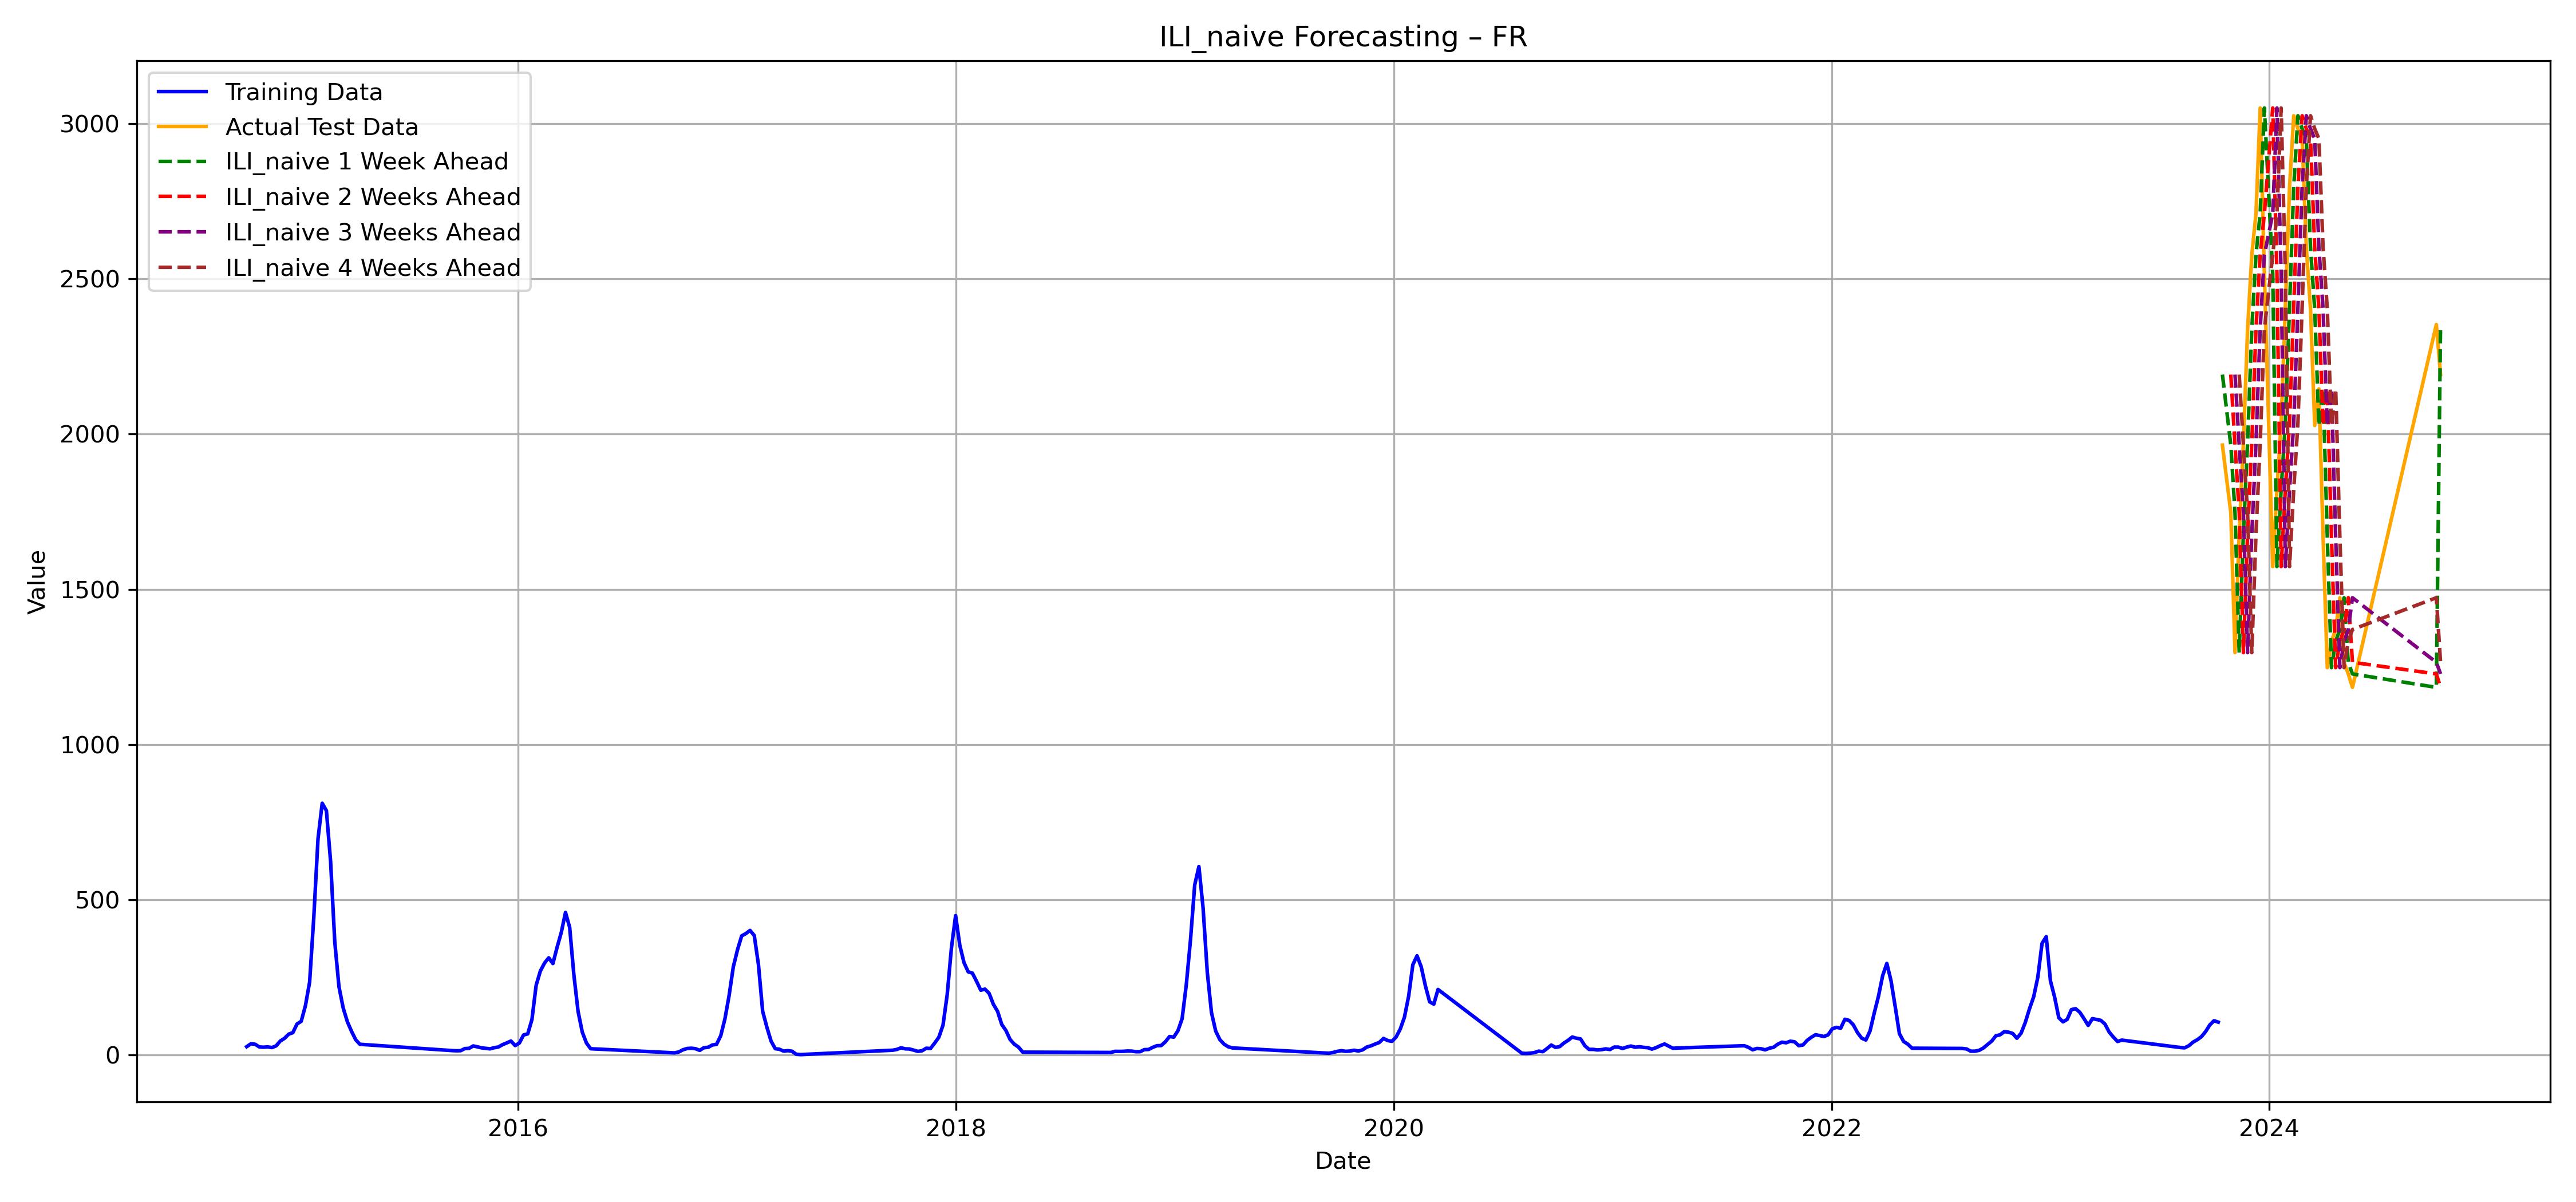 ILI_naive Forecasting – FR
Training Data
Actual Test Data
ILI_naive 1 Week Ahead
ILI_naive 2 Weeks Ahead
ILI_naive 3 Weeks Ahead
ILI_naive 4 Weeks Ahead
3000
2500
2000
1500
1000
500
0
Value
2016
2018
2020
2022
2024
Date